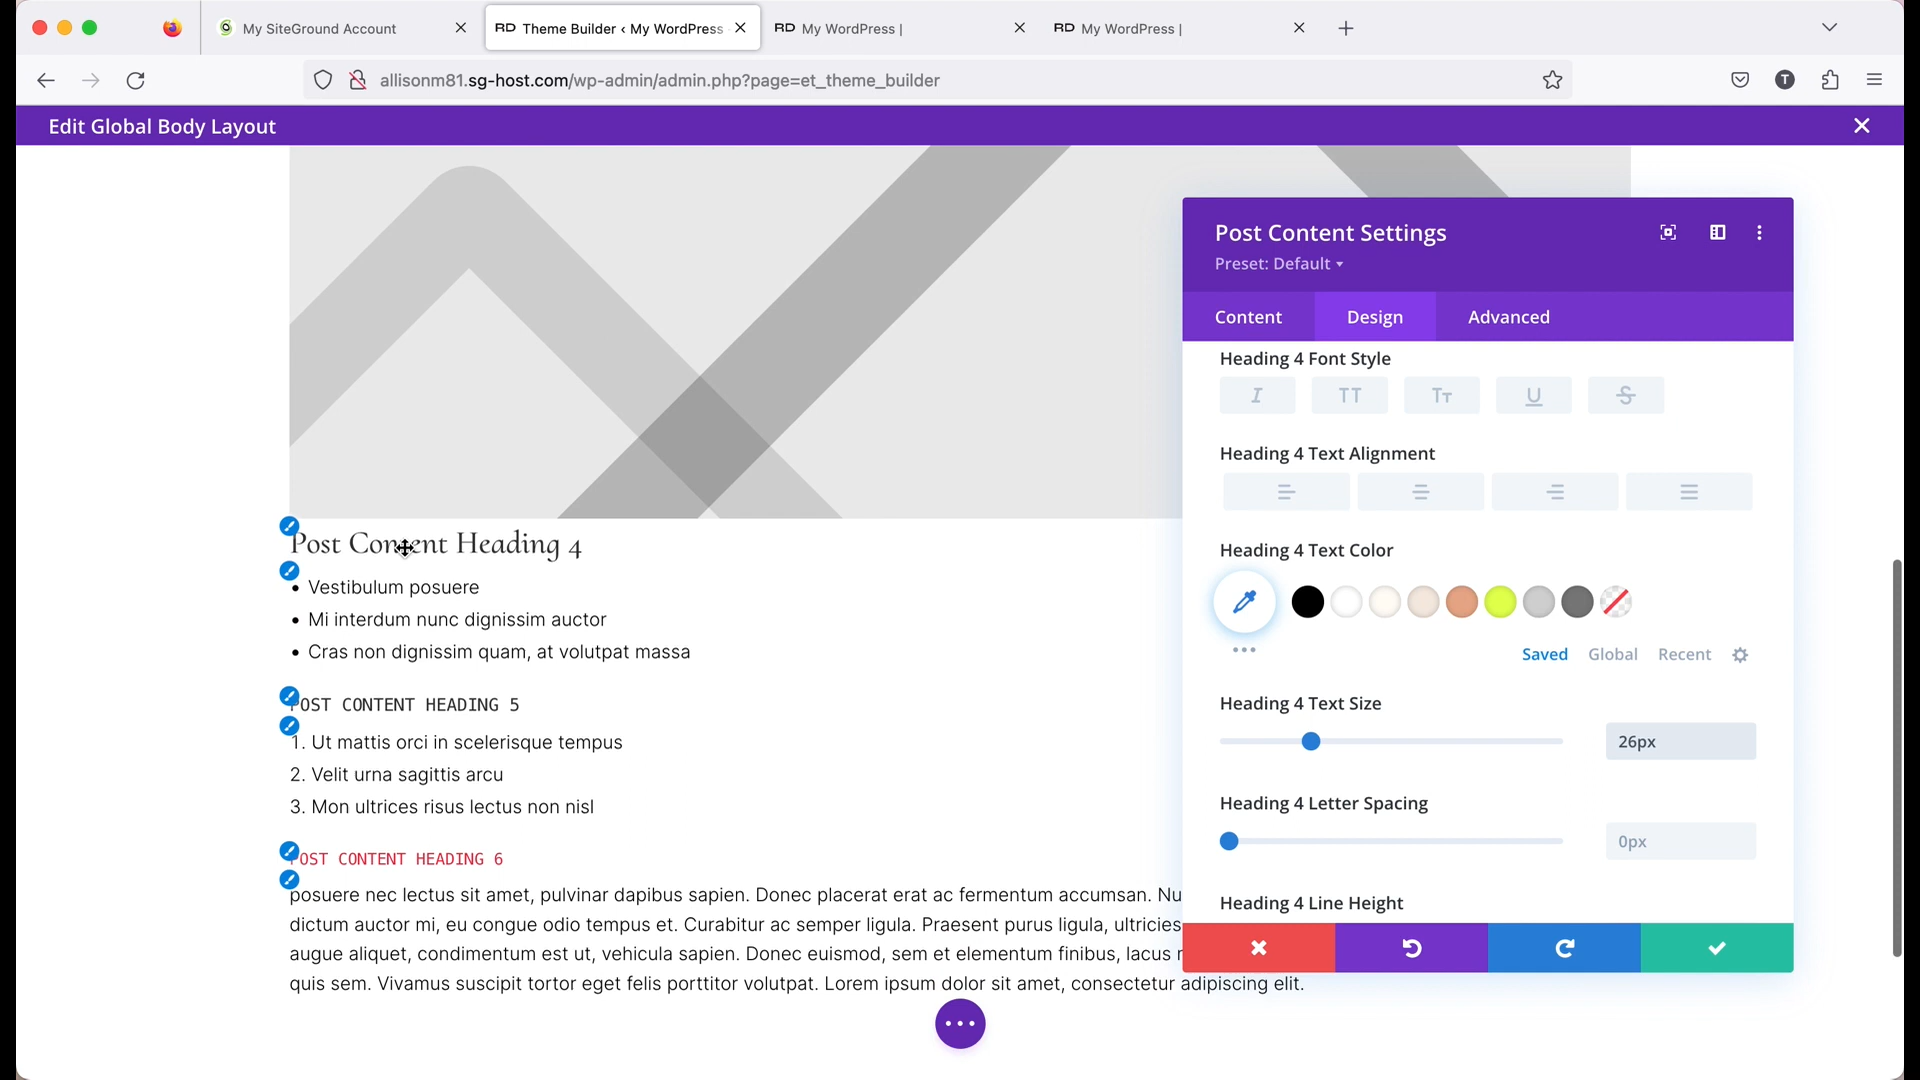 My SiteGround Account
RD Theme Builder ‹ My WordPress
RD My WordPress |
RD My WordPress |
allisonm81.sg-host.com/wp-admin/admin.php?page=et_theme_builder
T
Edit Global Body Layout
Post Content Settings
Preset: Default
Content
Design
Advanced
Heading 4 Font Style
I
TT
Tт
U
S
Heading 4 Text Alignment
Heading 4 Text Color
Saved
Global
Recent
Heading 4 Text Size
26px
Heading 4 Letter Spacing
0px
Heading 4 Line Height
Post Content Heading 4
• Vestibulum posuere
• Mi interdum nunc dignissim auctor
• Cras non dignissim quam, at volutpat massa
POST CONTENT HEADING 5
1. Ut mattis orci in scelerisque tempus
2. Velit urna sagittis arcu
3. Mon ultrices risus lectus non nisl
POST CONTENT HEADING 6
posuere nec lectus sit amet, pulvinar dapibus sapien. Donec placerat erat ac fermentum accumsan. Nu
dictum auctor mi, eu congue odio tempus et. Curabitur ac semper ligula. Praesent purus ligula, ultricies
augue aliquet, condimentum est ut, vehicula sapien. Donec euismod, sem et elementum finibus, lacus
quis sem. Vivamus suscipit tortor eget felis porttitor volutpat. Lorem ipsum dolor sit amet, consectetur adipiscing elit.